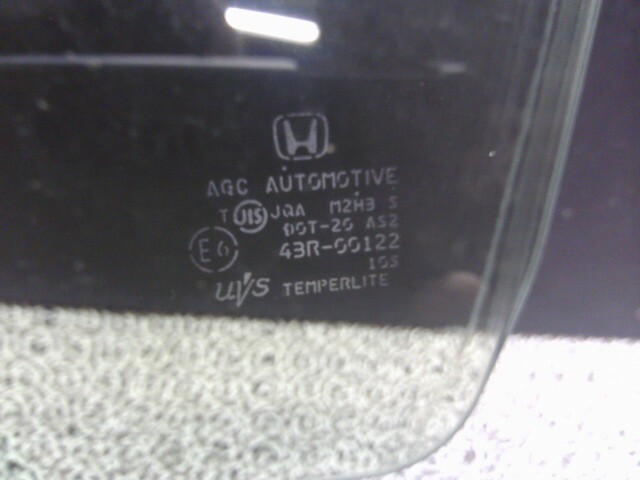 AGC AUTOMOTIVE
T JIS JQA M2H3 S
DOT-20 AS2
E6 43R-00122
10S
UVS TEMPERLITE